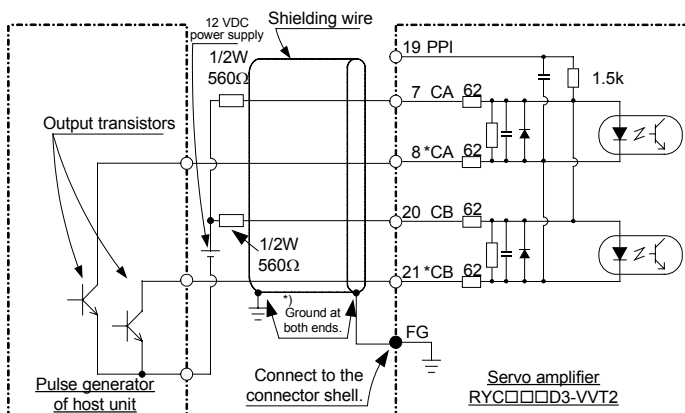 12 VDC
power supply
Shielding wire
1/2W
560Ω
Output transistors
1/2W
560Ω
*)
Ground at
both ends.
Connect to the
connector shell.
Pulse generator
of host unit
19 PPI
1.5k
7 CA 62
8 *CA 62
20 CB 62
21 *CB 62
FG
Servo amplifier
RYC□□□D3-VVT2